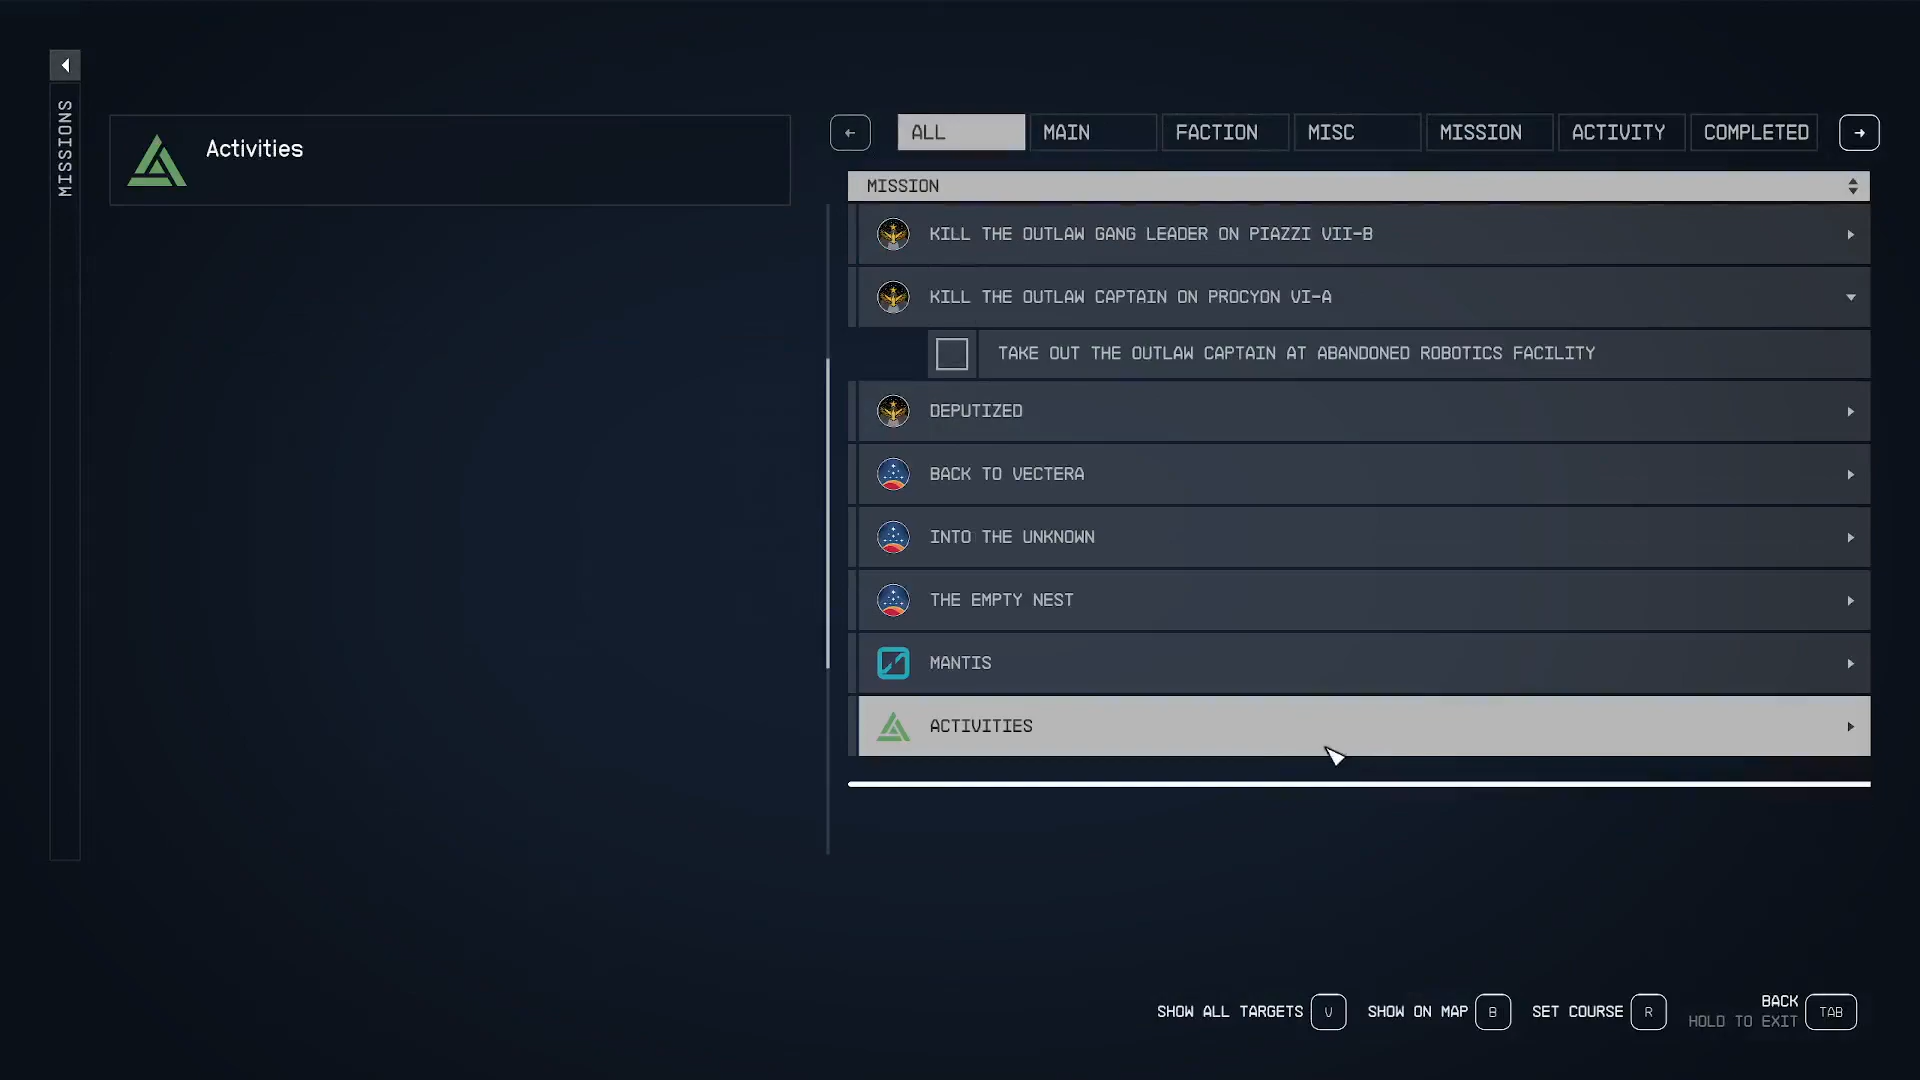 MISSIONS
Activities
ALL
MAIN
FACTION
MISC
MISSION
ACTIVITY
COMPLETED
MISSION
KILL THE OUTLAW GANG LEADER ON PIAZZI VII-B
KILL THE OUTLAW CAPTAIN ON PROCYON VI-A
TAKE OUT THE OUTLAW CAPTAIN AT ABANDONED ROBOTICS FACILITY
DEPUTIZED
BACK TO VECTERA
INTO THE UNKNOWN
THE EMPTY NEST
MANTIS
ACTIVITIES
SHOW ALL TARGETS V
SHOW ON MAP B
SET COURSE R
BACK
HOLD TO EXIT
TAB